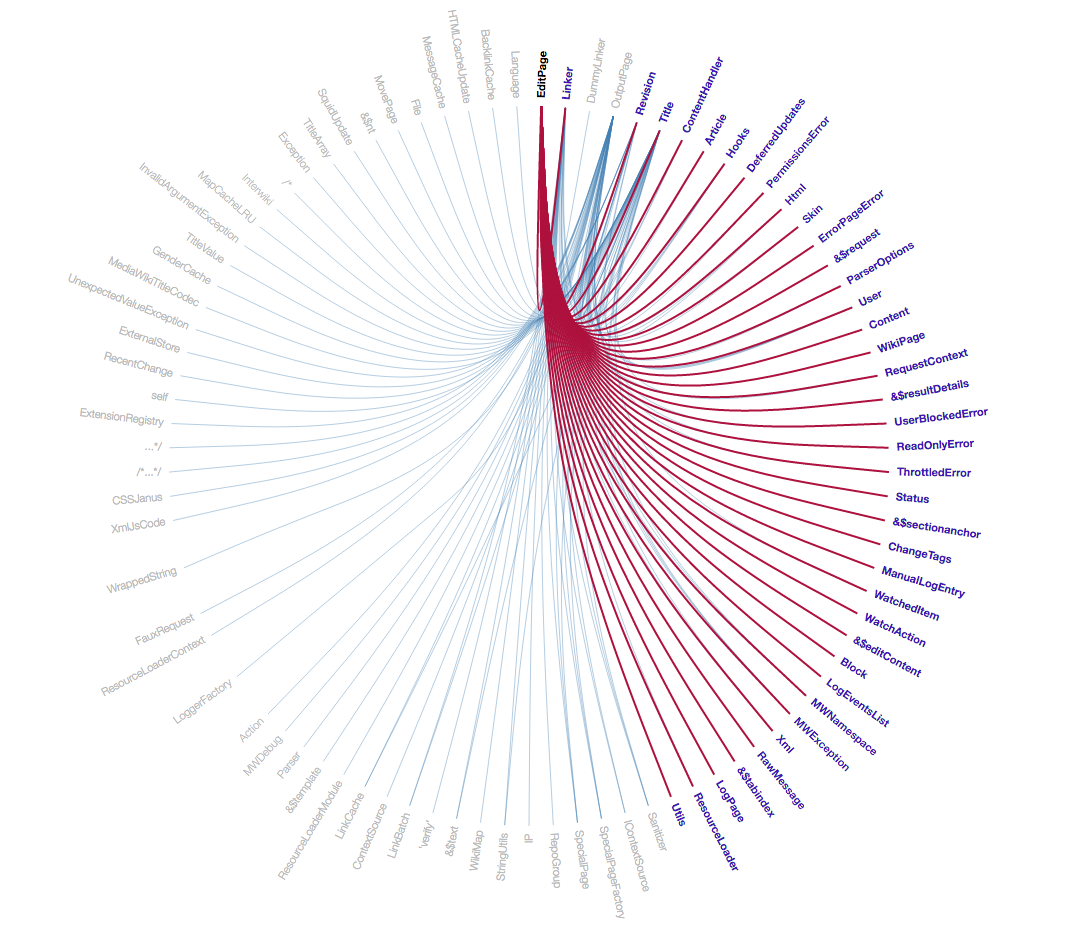 EditPage
Linker
DummyLinker
OutputPage
Revision
Title
ContentHandler
Article
Hooks
DeferredUpdates
PermissionsError
Html
Skin
ErrorPageError
&$request
ParserOptions
User
Content
WikiPage
RequestContext
&$resultDetails
UserBlockedError
ReadOnlyError
ThrottledError
Status
&$sectionanchor
ChangeTags
ManualLogEntry
WatchedItem
WatchAction
&$editContent
Block
LogEventsList
MWNamespace
MWException
Xml
RawMessage
&$tabindex
LogPage
ResourceLoader
Utils
Sanitizer
IContextSource
SpecialPageFactory
SpecialPage
RepoGroup
IP
StringUtils
WikiMap
&$text
'verify'
LinkBatch
ContextSource
LinkCache
ResourceLoaderModule
&$template
Parser
MWDebug
Action
LoggerFactory
ResourceLoaderContext
FauxRequest
WrappedString
XmlJsCode
CSSJanus
/*...*/
...*/
ExtensionRegistry
self
RecentChange
ExternalStore
UnexpectedValueException
MediaWikiTitleCodec
GenderCache
TitleValue
InvalidArgumentException
MapCacheLRU
Interwiki
/*
Exception
TitleArray
SquidUpdate
&$int
MovePage
File
MessageCache
HTMLCacheUpdate
BacklinkCache
Language